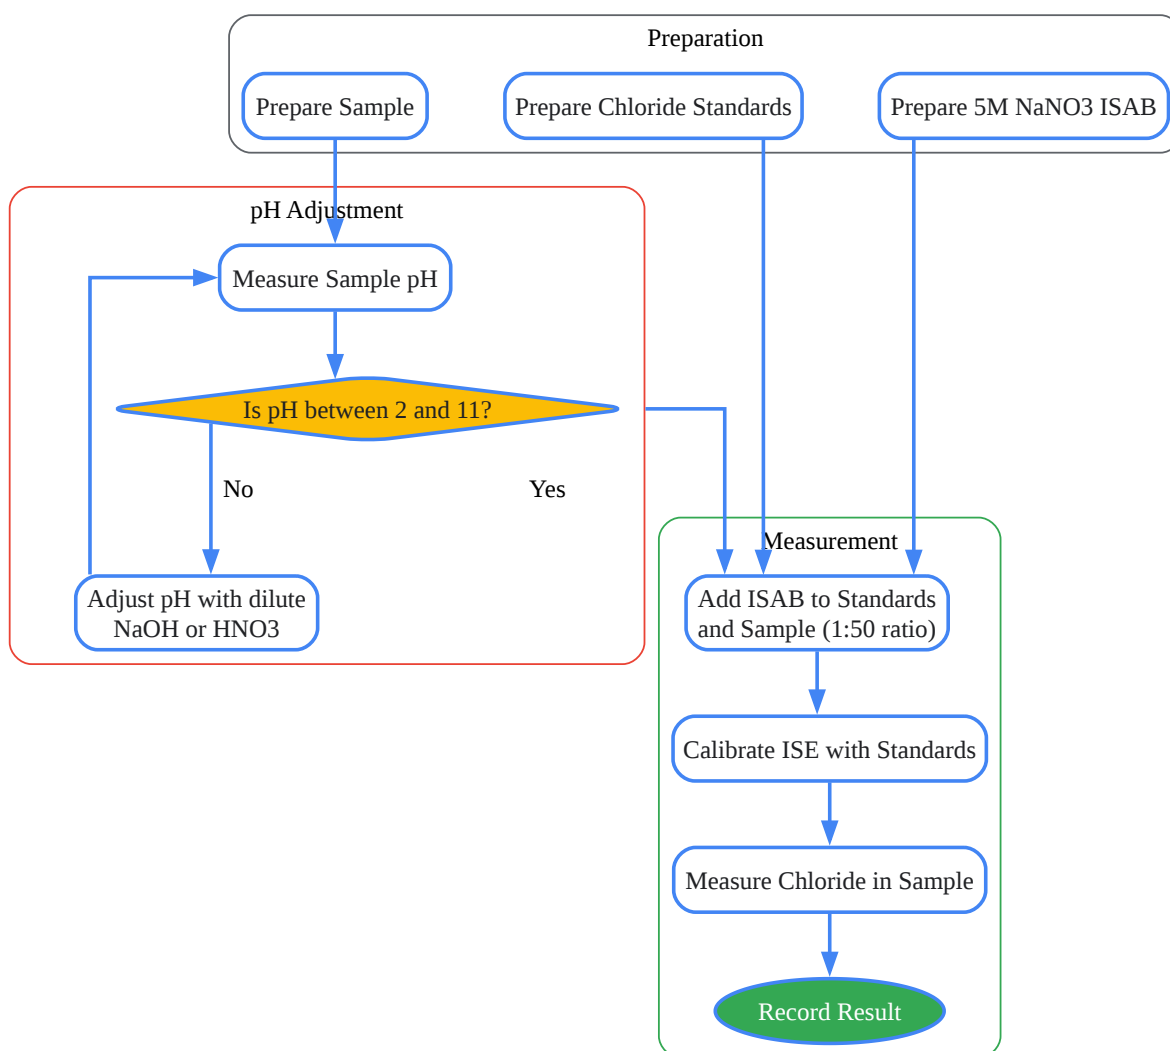 Preparation
Prepare Sample
Prepare Chloride Standards
Prepare 5M NaNO3 ISAB
pH Adjustment
Measure Sample pH
Is pH between 2 and 11?
No
Yes
Adjust pH with dilute
NaOH or HNO3
Measurement
Add ISAB to Standards
and Sample (1:50 ratio)
Calibrate ISE with Standards
Measure Chloride in Sample
Record Result